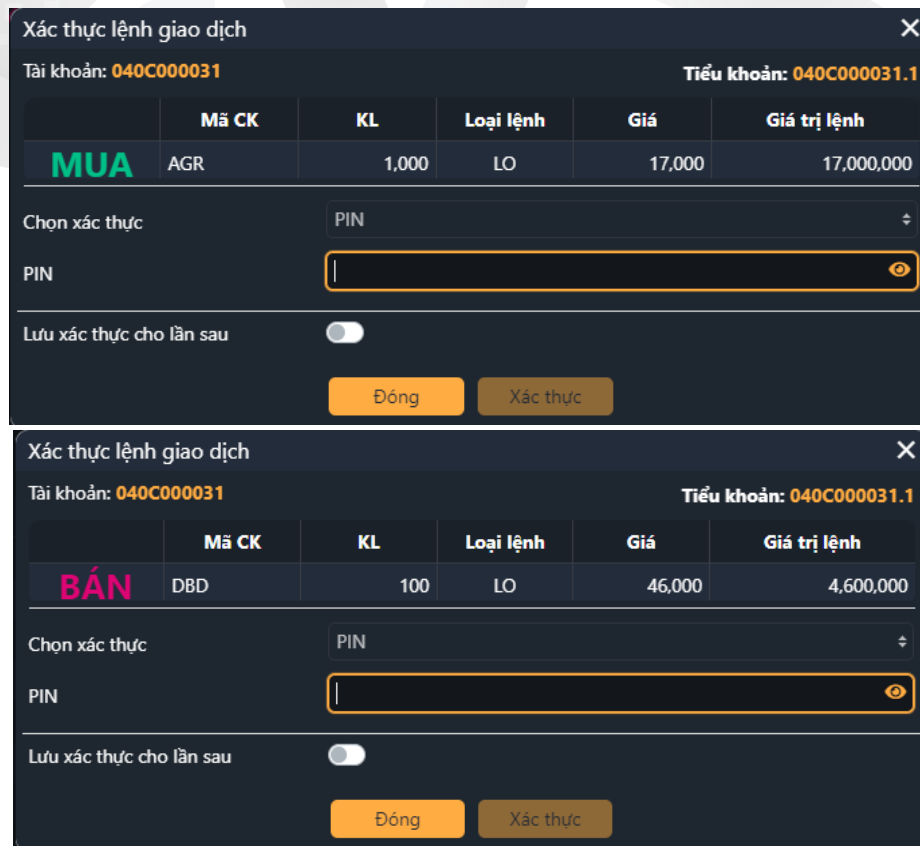 Xác thực lệnh giao dịch
Tài khoản: 040C000031 Tiểu khoản: 040C000031.1
Mã CK KL Loại lệnh Giá Giá trị lệnh
MUA AGR 1,000 LO 17,000 17,000,000
Chọn xác thực PIN
PIN
Lưu xác thực cho lần sau
Đóng Xác thực
Xác thực lệnh giao dịch
Tài khoản: 040C000031 Tiểu khoản: 040C000031.1
Mã CK KL Loại lệnh Giá Giá trị lệnh
BÁN DBD 100 LO 46,000 4,600,000
Chọn xác thực PIN
PIN
Lưu xác thực cho lần sau
Đóng Xác thực